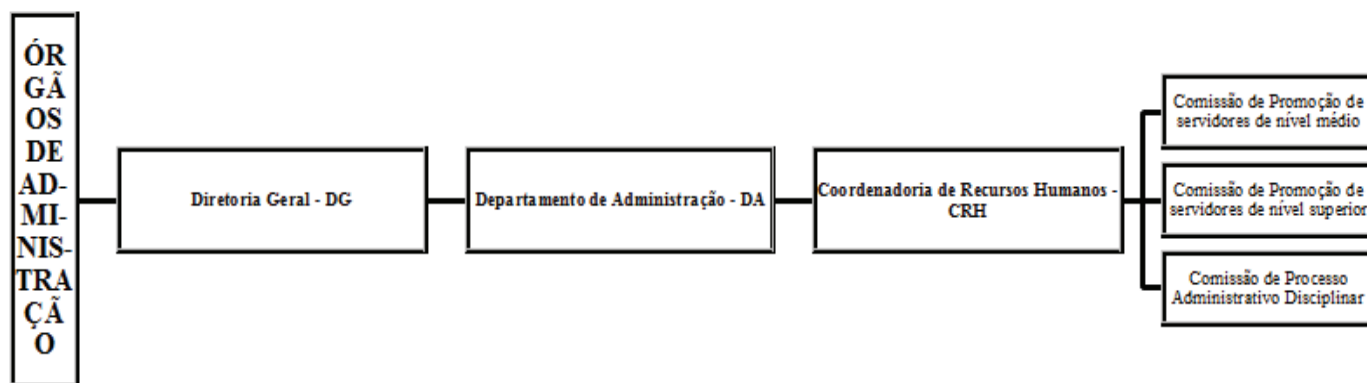 ÓR
GÃ
OS
DE
AD-
MI-
NIS-
TRA
ÇÃ
O
Diretoria Geral - DG
Departamento de Administração - DA
Coordenadoria de Recursos Humanos -
CRH
Comissão de Promoção de
servidores de nível médio
Comissão de Promoção de
servidores de nível superior
Comissão de Processo
Administrativo Disciplinar